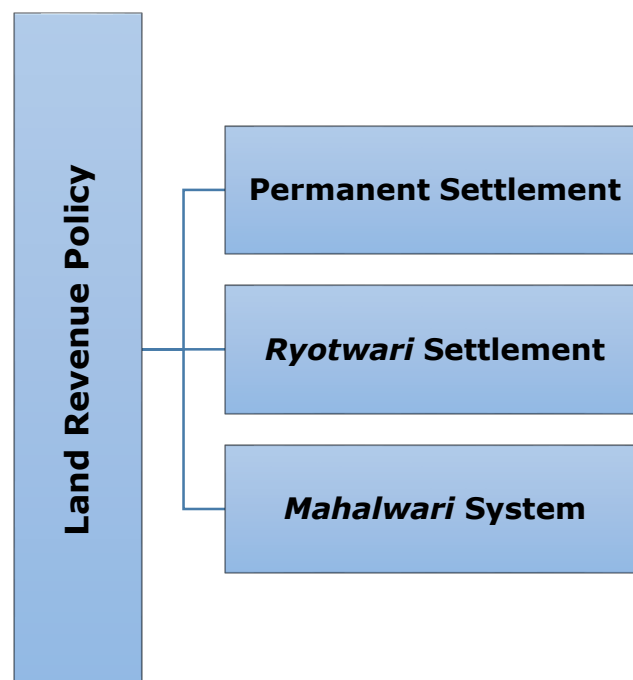 Land Revenue Policy
Permanent Settlement
Ryotwari Settlement
Mahalwari System